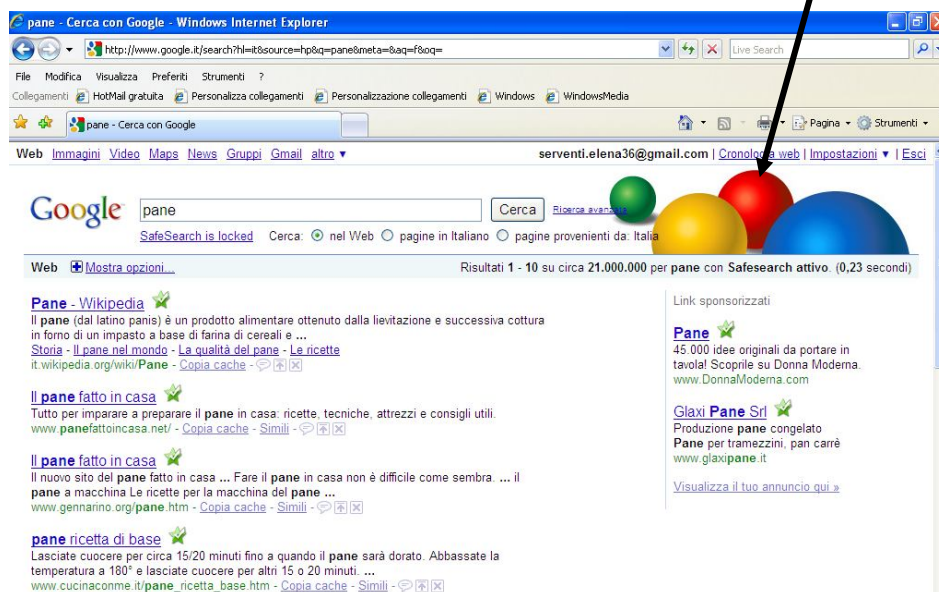 pane - Cerca con Google - Windows Internet Explorer
http://www.google.it/search?hl=it&source=hp&q=pane&meta=&aq=f&oq=
Live Search
File Modifica Visualizza Preferiti Strumenti ?
Collegamenti HotMail gratuita Personalizza collegamenti Personalizzazione collegamenti Windows WindowsMedia
pane - Cerca con Google
Pagina Strumenti
Web Immagini Video Maps News Gruppi Gmail altro ▼ serventi.elena36@gmail.com | Cronologia web | Impostazioni ▼ | Esci
Google pane Cerca Ricerca avanzata
SafeSearch is locked Cerca: nel Web pagine in Italiano pagine provenienti da: Italia
Web Mostra opzioni... Risultati 1 - 10 su circa 21.000.000 per pane con Safesearch attivo. (0,23 secondi)
Pane - Wikipedia
Il pane (dal latino panis) è un prodotto alimentare ottenuto dalla lievitazione e successiva cottura
in forno di un impasto a base di farina di cereali e ...
Storia - Il pane nel mondo - La qualità del pane - Le ricette
it.wikipedia.org/wiki/Pane - Copia cache -
Il pane fatto in casa
Tutto per imparare a preparare il pane in casa: ricette, tecniche, attrezzi e consigli utili.
www.panefattoincasa.net/ - Copia cache - Simili -
Il pane fatto in casa
Il nuovo sito del pane fatto in casa ... Fare il pane in casa non è difficile come sembra. ... il
pane a macchina Le ricette per la macchina del pane ...
www.gennarino.org/pane.htm - Copia cache - Simili -
pane ricetta di base
Lasciate cuocere per circa 15/20 minuti fino a quando il pane sarà dorato. Abbassate la
temperatura a 180° e lasciate cuocere per altri 15 o 20 minuti. ...
www.cucinaconme.it/pane_ricetta_base.htm - Copia cache - Simili -
Link sponsorizzati
Pane
45.000 idee originali da portare in
tavola! Scoprile su Donna Moderna.
www.DonnaModerna.com
Glaxi Pane Srl
Produzione pane congelato
Pane per tramezzini, pan carrè
www.glaxipane.it
Visualizza il tuo annuncio qui »